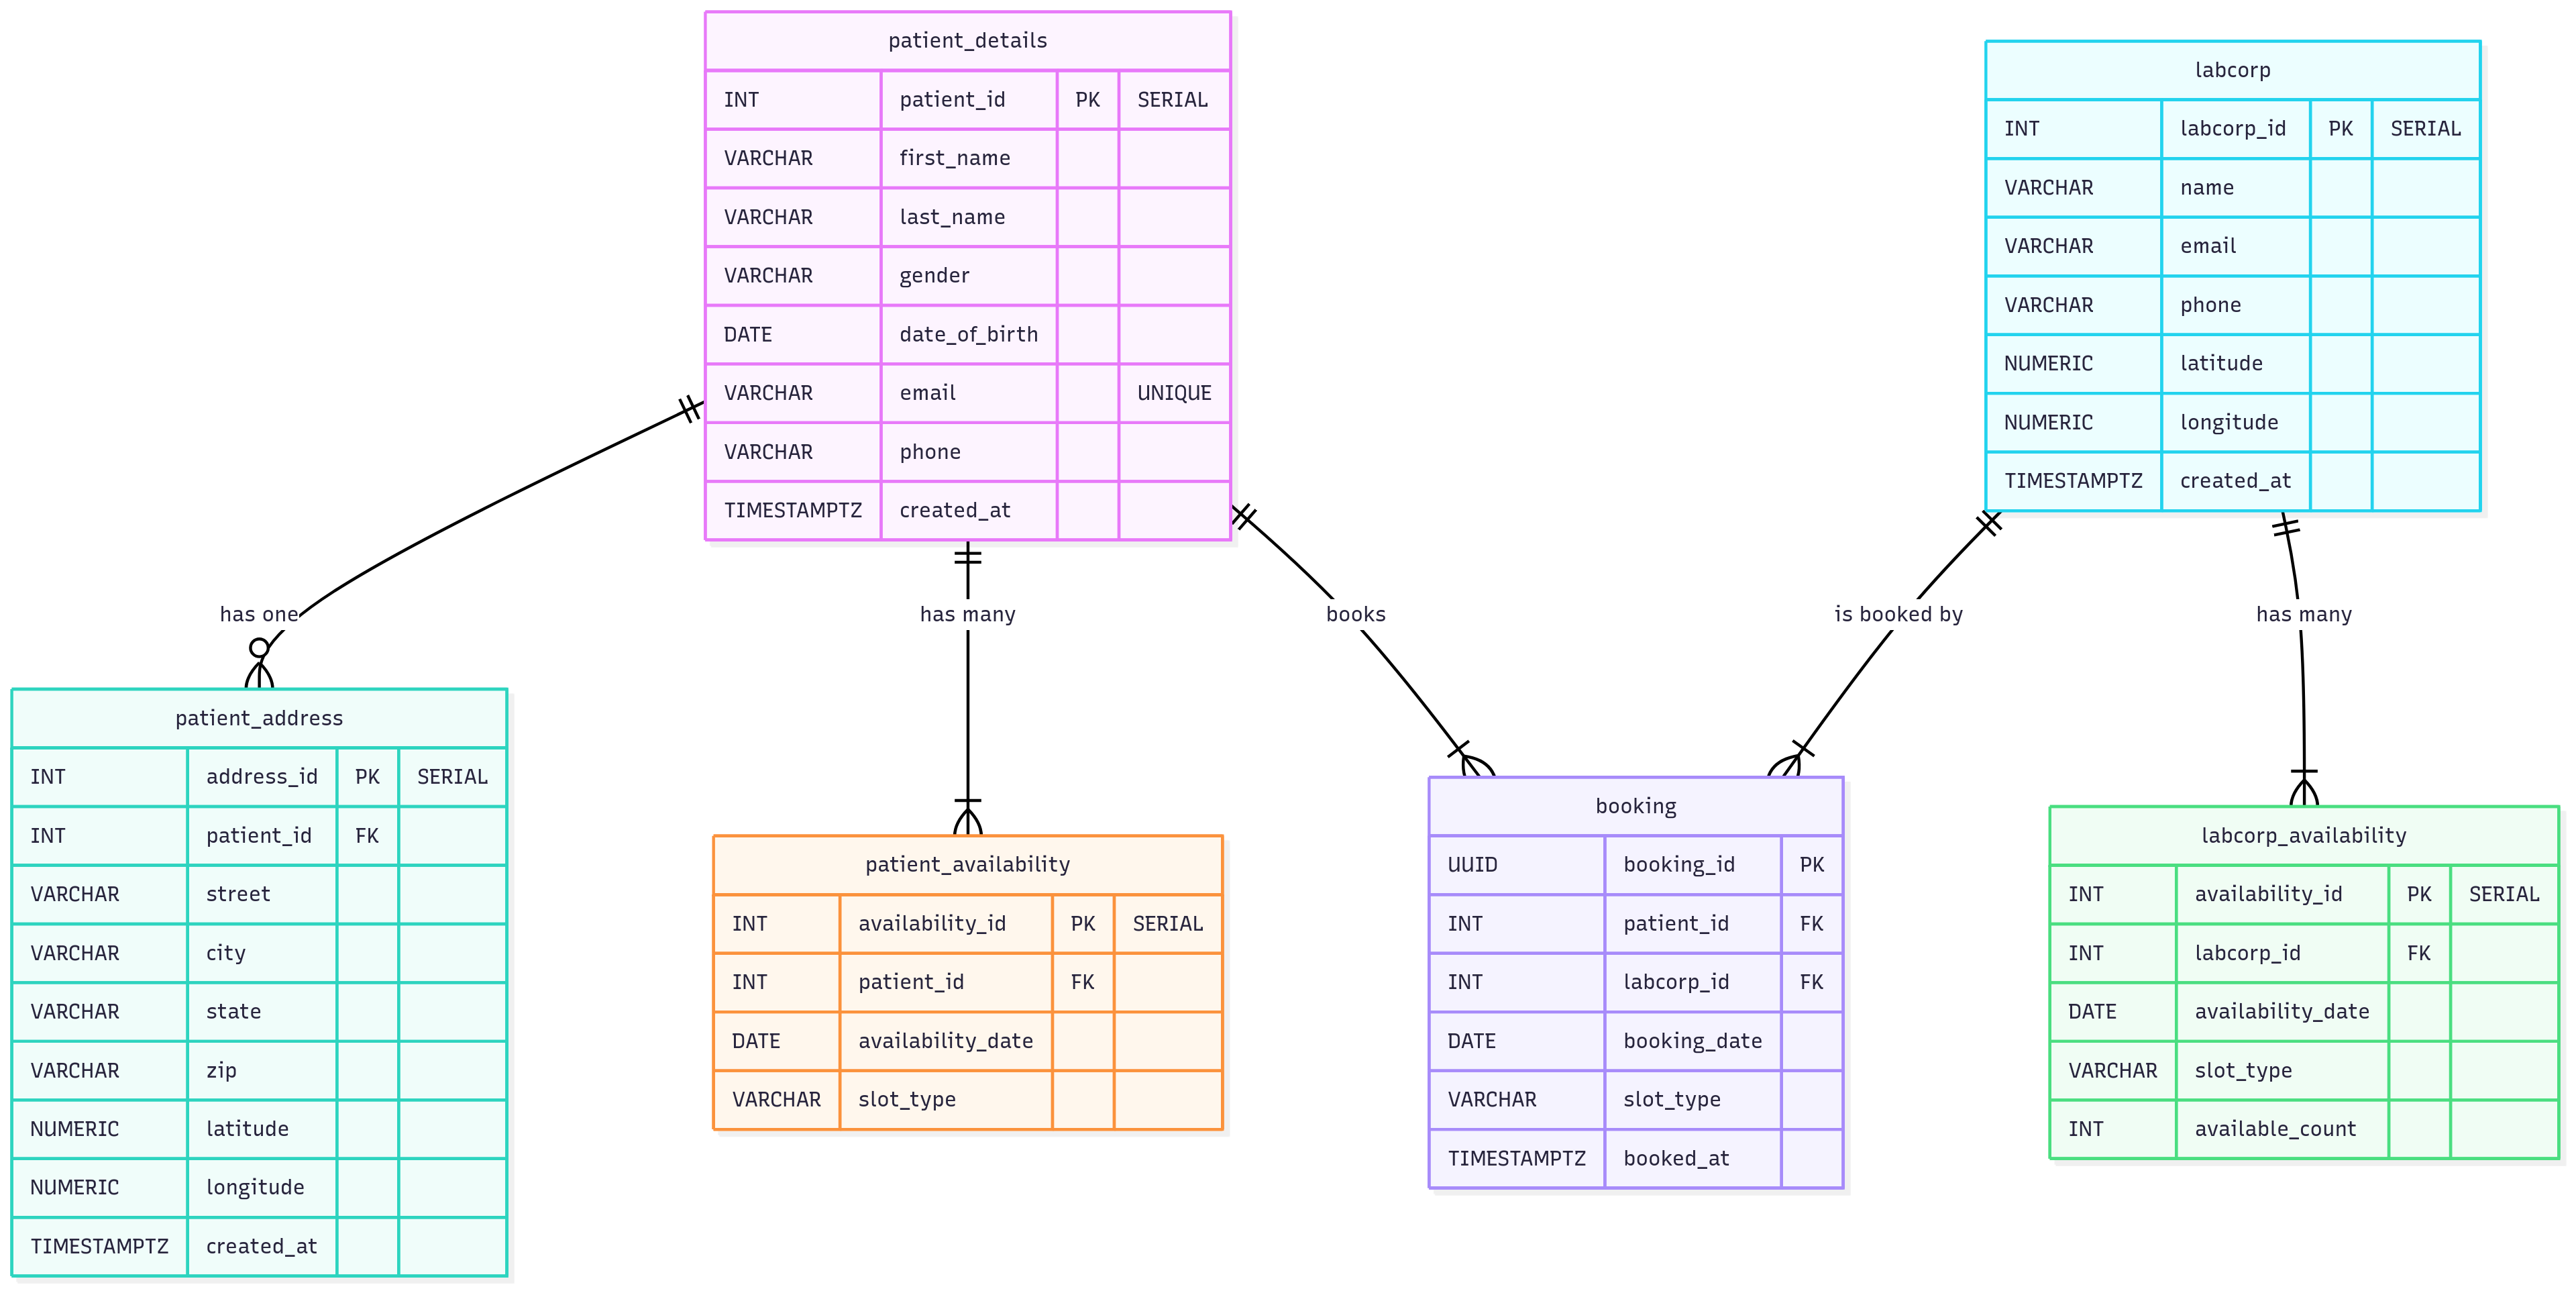 patient_details
INT patient_id PK SERIAL
VARCHAR first_name
VARCHAR last_name
VARCHAR gender
DATE date_of_birth
VARCHAR email UNIQUE
VARCHAR phone
TIMESTAMPTZ created_at
labcorp
INT labcorp_id PK SERIAL
VARCHAR name
VARCHAR email
VARCHAR phone
NUMERIC latitude
NUMERIC longitude
TIMESTAMPTZ created_at
has one
has many
books
is booked by
has many
patient_address
INT address_id PK SERIAL
INT patient_id FK
VARCHAR street
VARCHAR city
VARCHAR state
VARCHAR zip
NUMERIC latitude
NUMERIC longitude
TIMESTAMPTZ created_at
patient_availability
INT availability_id PK SERIAL
INT patient_id FK
DATE availability_date
VARCHAR slot_type
booking
UUID booking_id PK
INT patient_id FK
INT labcorp_id FK
DATE booking_date
VARCHAR slot_type
TIMESTAMPTZ booked_at
labcorp_availability
INT availability_id PK SERIAL
INT labcorp_id FK
DATE availability_date
VARCHAR slot_type
INT available_count